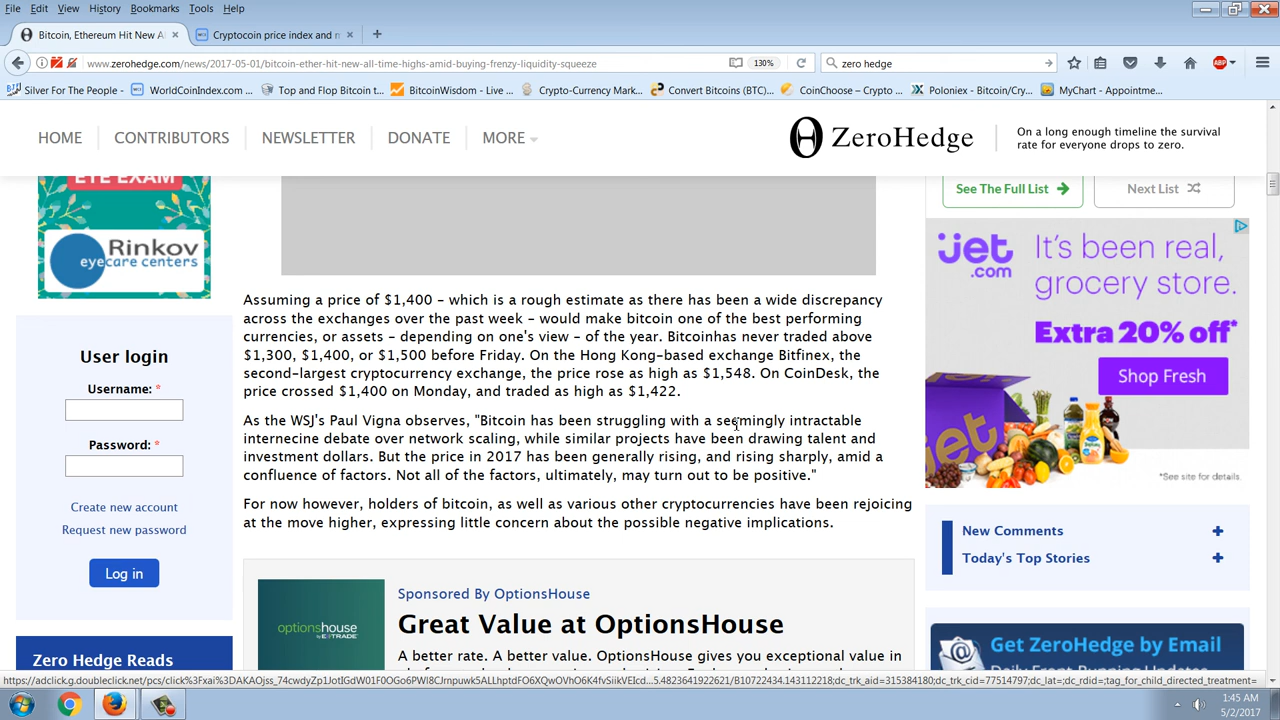 File Edit View History Bookmarks Tools Help
Bitcoin, Ethereum Hit New A × Cryptocoin price index and m × +
www.zerohedge.com/news/2017-05-01/bitcoin-ether-hit-new-all-time-highs-amid-buying-frenzy-liquidity-squeeze 130% zero hedge
Silver For The People - WorldCoinIndex.com - Top and Flop Bitcoin t... BitcoinWisdom - Live ... Crypto-Currency Mark... Convert Bitcoins (BTC)... CoinChoose – Crypto ... Poloniex - Bitcoin/Cry... MyChart - Appointme...
HOME CONTRIBUTORS NEWSLETTER DONATE MORE
ZeroHedge
On a long enough timeline the survival
rate for everyone drops to zero.
EYE EXAM
Rinkov
eyecare centers
User login
Username: *
Password: *
Create new account
Request new password
Log in
Zero Hedge Reads
Assuming a price of $1,400 – which is a rough estimate as there has been a wide discrepancy
across the exchanges over the past week – would make bitcoin one of the best performing
currencies, or assets – depending on one's view – of the year. Bitcoinhas never traded above
$1,300, $1,400, or $1,500 before Friday. On the Hong Kong-based exchange Bitfinex, the
second-largest cryptocurrency exchange, the price rose as high as $1,548. On CoinDesk, the
price crossed $1,400 on Monday, and traded as high as $1,422.
As the WSJ's Paul Vigna observes, "Bitcoin has been struggling with a seemingly intractable
internecine debate over network scaling, while similar projects have been drawing talent and
investment dollars. But the price in 2017 has been generally rising, and rising sharply, amid a
confluence of factors. Not all of the factors, ultimately, may turn out to be positive."
For now however, holders of bitcoin, as well as various other cryptocurrencies have been rejoicing
at the move higher, expressing little concern about the possible negative implications.
optionshouse
by E*TRADE
Sponsored By OptionsHouse
Great Value at OptionsHouse
A better rate. A better value. OptionsHouse gives you exceptional value in
See The Full List Next List
jet
.com
It's been real,
grocery store.
Extra 20% off*
Shop Fresh
jet
*See site for details.
New Comments +
Today's Top Stories +
Get ZeroHedge by Email
1:45 AM
5/2/2017